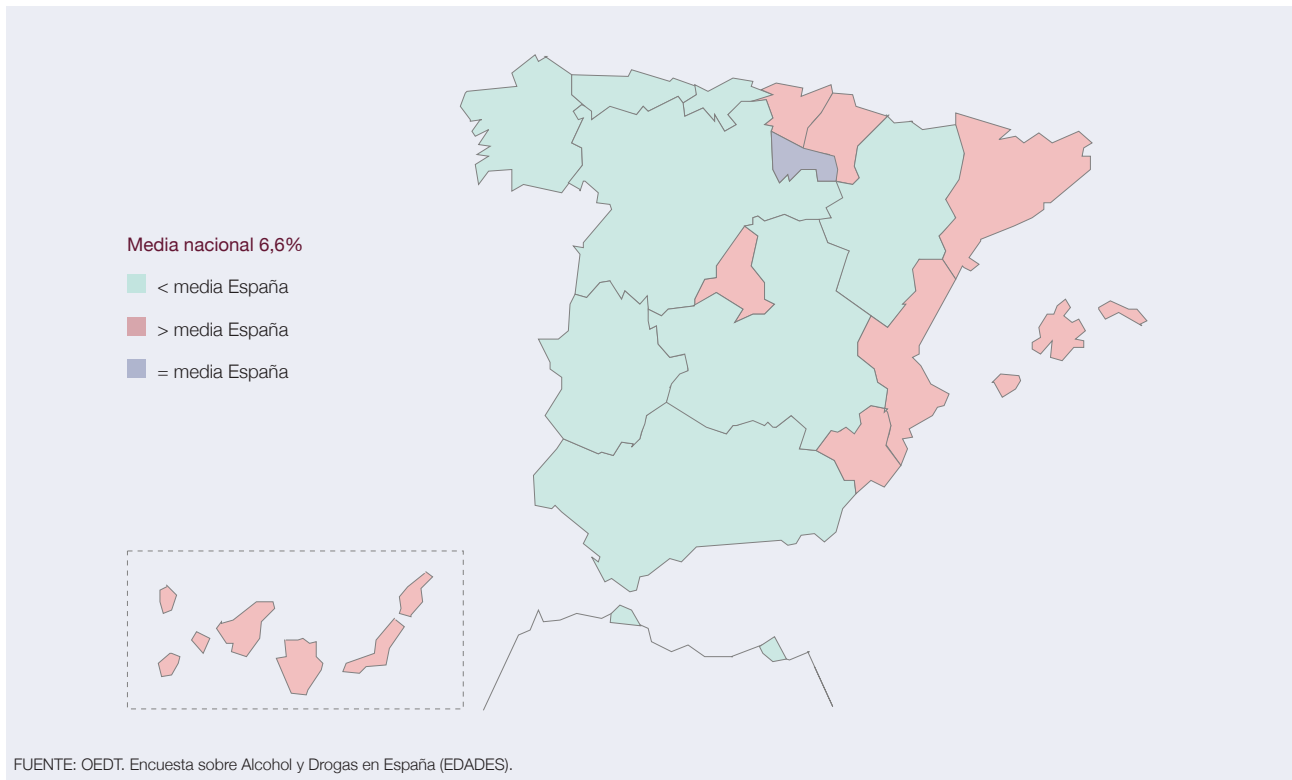 Media nacional 6,6%
< media España
> media España
= media España
FUENTE: OEDT. Encuesta sobre Alcohol y Drogas en España (EDADES).